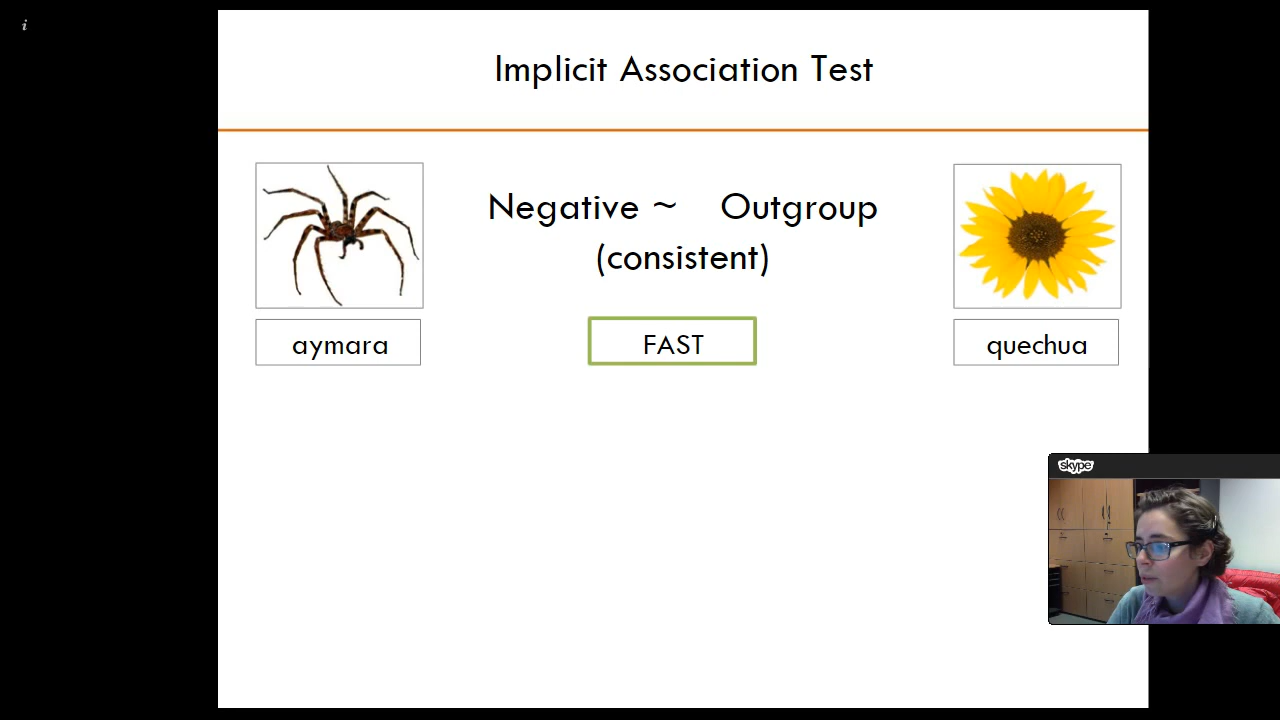 i
Implicit Association Test
Negative ~ Outgroup
(consistent)
aymara
FAST
quechua
skype